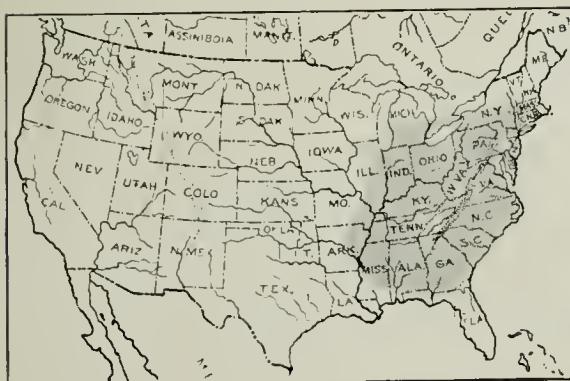 ASSINIBOIA
MAN.
ONTARIO
QUE
N.B.
WASH
MONT
N. DAK
MINN.
ME.
OREGON
IDAHO
WYO.
S. DAK
WIS.
MICH.
N.Y.
VT.
NEB
IOWA
ILL.
IND.
OHIO
PA.
NEV
UTAH
COLO
KANS
MO.
KY.
W VA.
VA.
CAL
ARIZ
N. MEX.
OKLA
I.T.
ARK.
TENN.
N.C
S.C.
TEX.
LA
MISS
ALA
GA.
FLA